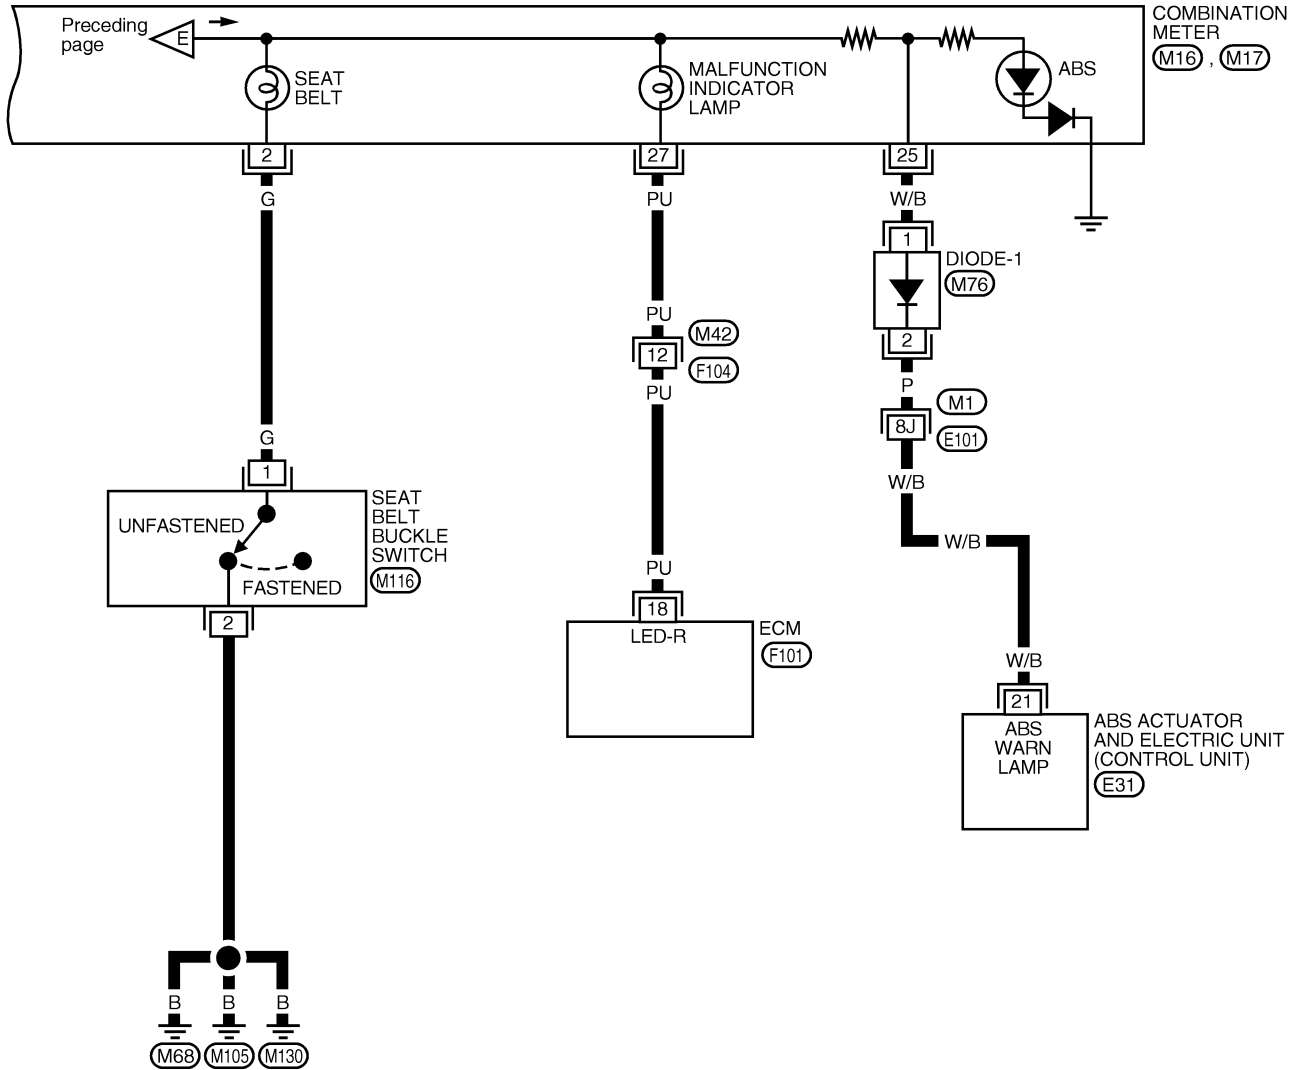 Preceding
page
E
COMBINATION
METER
M16 , M17
SEAT
BELT
MALFUNCTION
INDICATOR
LAMP
ABS
2
27
25
G
PU
W/B
1
DIODE-1
M76
2
PU
M42
12
F104
PU
P
M1
8J
E101
G
1
W/B
SEAT
BELT
BUCKLE
SWITCH
M116
UNFASTENED
FASTENED
2
W/B
PU
18
LED-R
ECM
F101
W/B
21
ABS
WARN
LAMP
ABS ACTUATOR
AND ELECTRIC UNIT
(CONTROL UNIT)
E31
B B B
M68 M105 M130